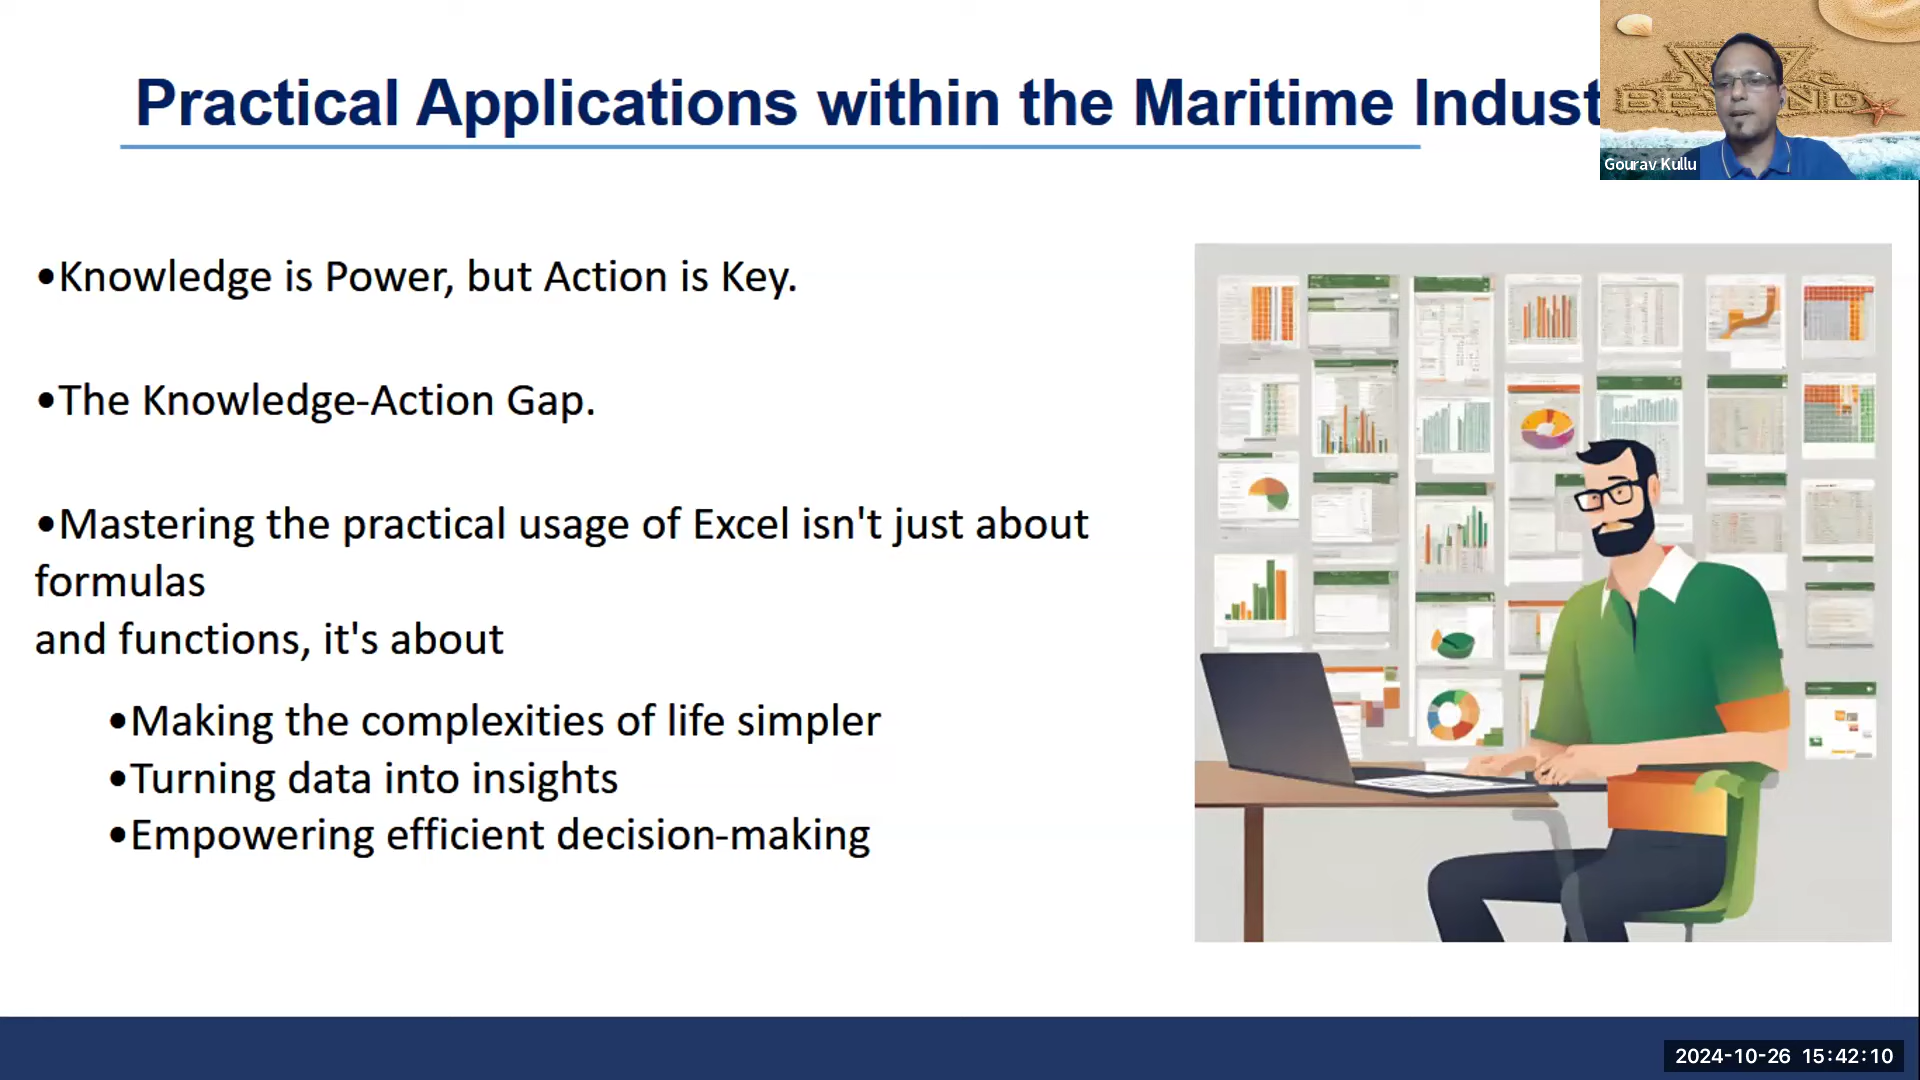 Practical Applications within the Maritime Indust
BEYOND
Gourav Kullu
•Knowledge is Power, but Action is Key.
•The Knowledge-Action Gap.
•Mastering the practical usage of Excel isn't just about
formulas
and functions, it's about
•Making the complexities of life simpler
•Turning data into insights
•Empowering efficient decision-making
2024-10-26 15:42:10